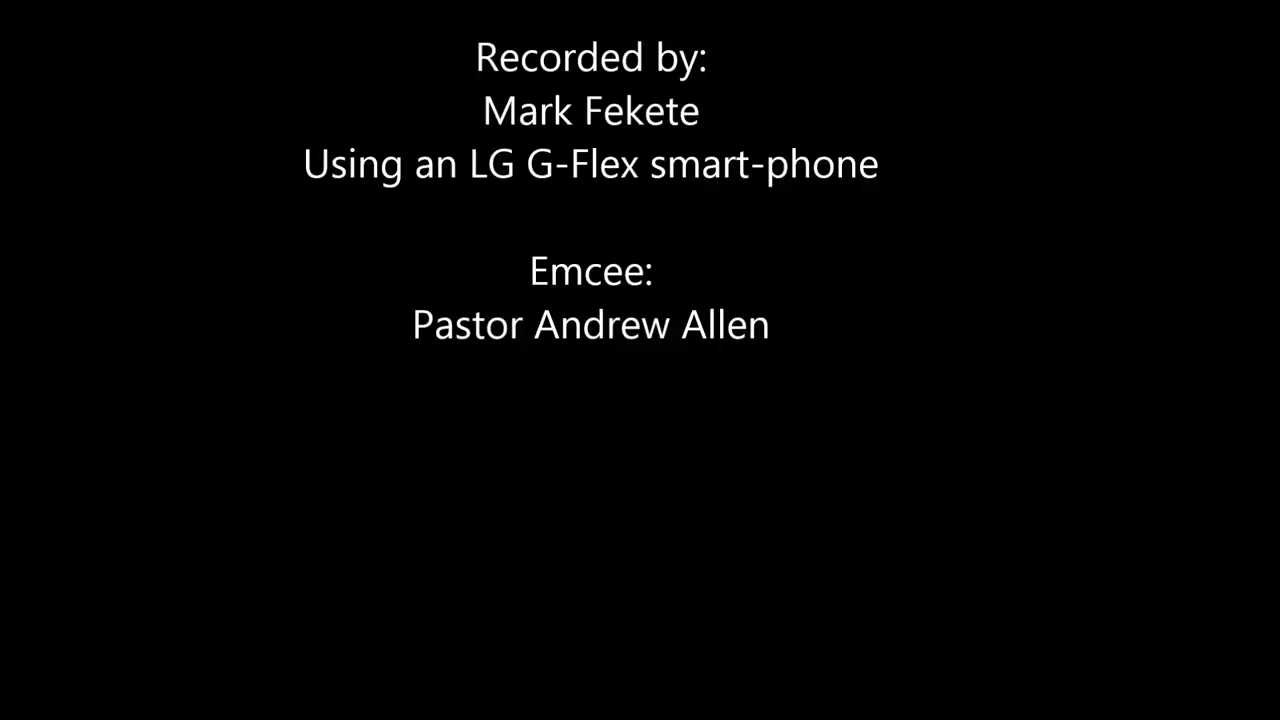 Recorded by:
Mark Fekete
Using an LG G-Flex smart-phone
Emcee:
Pastor Andrew Allen